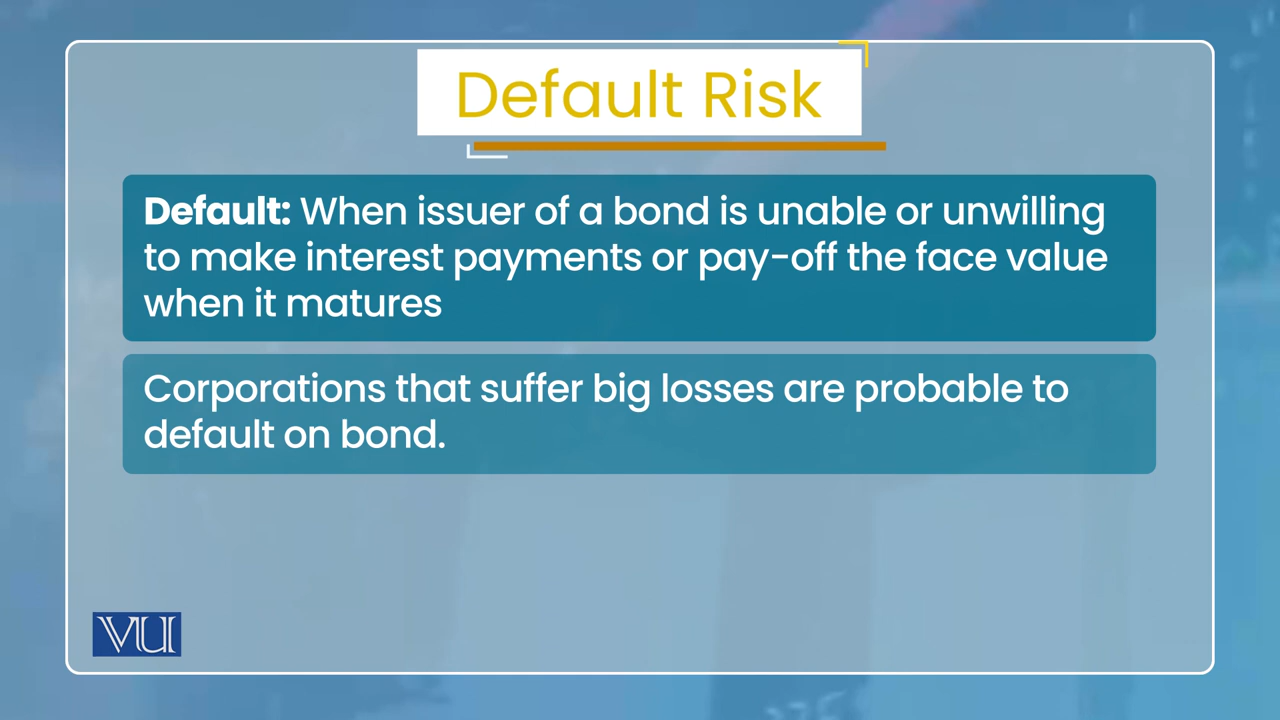 Default Risk
Default: When issuer of a bond is unable or unwilling
to make interest payments or pay-off the face value
when it matures
Corporations that suffer big losses are probable to
default on bond.
VU